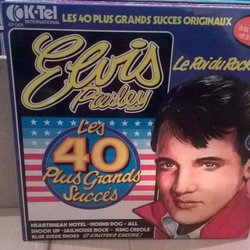 K-Tel
INTERNATIONAL
LES 40 PLUS GRANDS SUCCES ORIGINAUX
Elvis
Presley
Le Roi du Rock
Les
40
Plus Grands
Succès
HEARTBREAK HOTEL · HOUND DOG · ALL
SHOOK UP · JAILHOUSE ROCK · KING CREOLE
BLUE SUEDE SHOES ET D'AUTRES ENCORE!